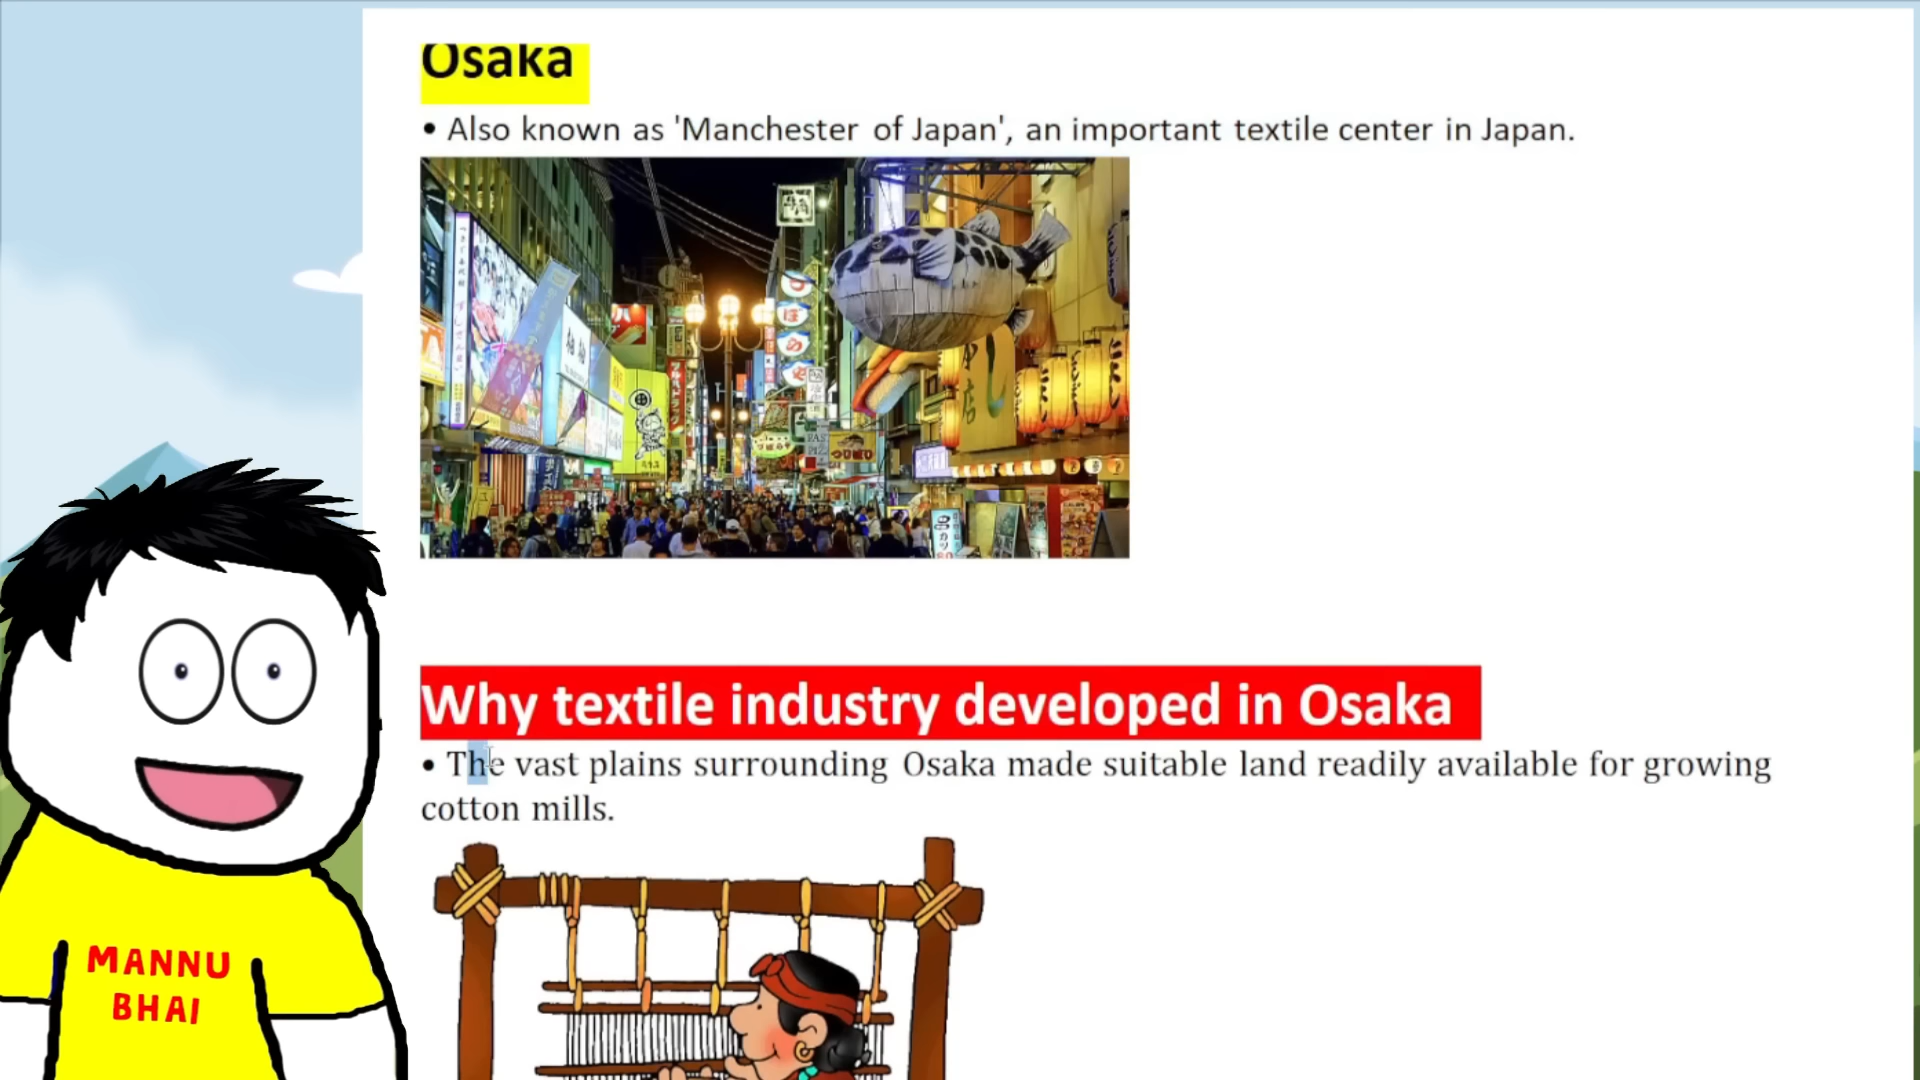 Osaka
• Also known as 'Manchester of Japan', an important textile center in Japan.
Why textile industry developed in Osaka
• The vast plains surrounding Osaka made suitable land readily available for growing
cotton mills.
MANNU
BHAI